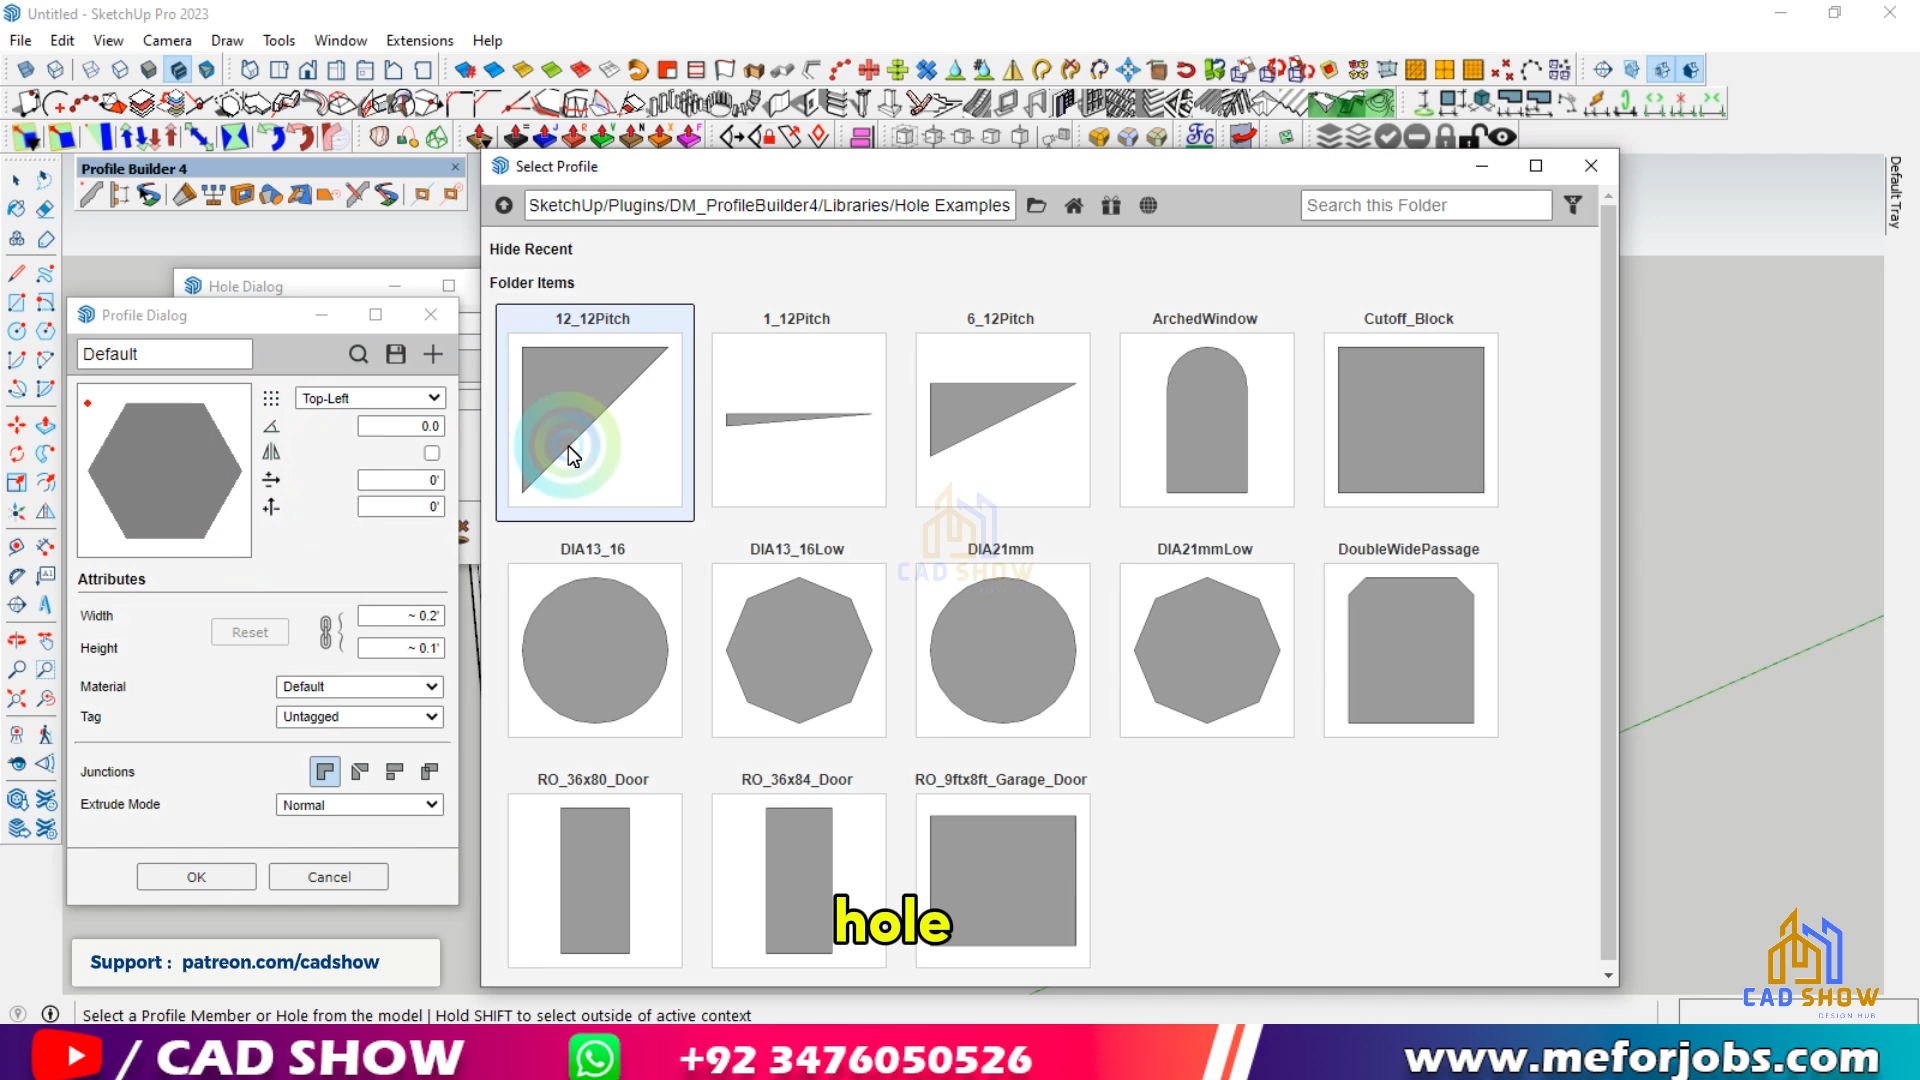 Untitled - SketchUp Pro 2023
File Edit View Camera Draw Tools Window Extensions Help
Profile Builder 4
Select Profile
SketchUp/Plugins/DM_ProfileBuilder4/Libraries/Hole Examples
Search this Folder
Default Tray
Hide Recent
Folder Items
Hole Dialog
Profile Dialog
Default
Top-Left
0.0
0'
0'
Attributes
Width
~ 0.2'
Reset
Height
~ 0.1'
Material
Default
Tag
Untagged
Junctions
Extrude Mode
Normal
OK
Cancel
12_12Pitch
1_12Pitch
6_12Pitch
ArchedWindow
Cutoff_Block
DIA13_16
DIA13_16Low
DIA21mm
DIA21mmLow
DoubleWidePassage
CAD SHOW
RO_36x80_Door
RO_36x84_Door
RO_9ftx8ft_Garage_Door
hole
Support : patreon.com/cadshow
CAD SHOW
DESIGN HUB
Select a Profile Member or Hole from the model | Hold SHIFT to select outside of active context
/ CAD SHOW
+92 3476050526
www.meforjobs.com